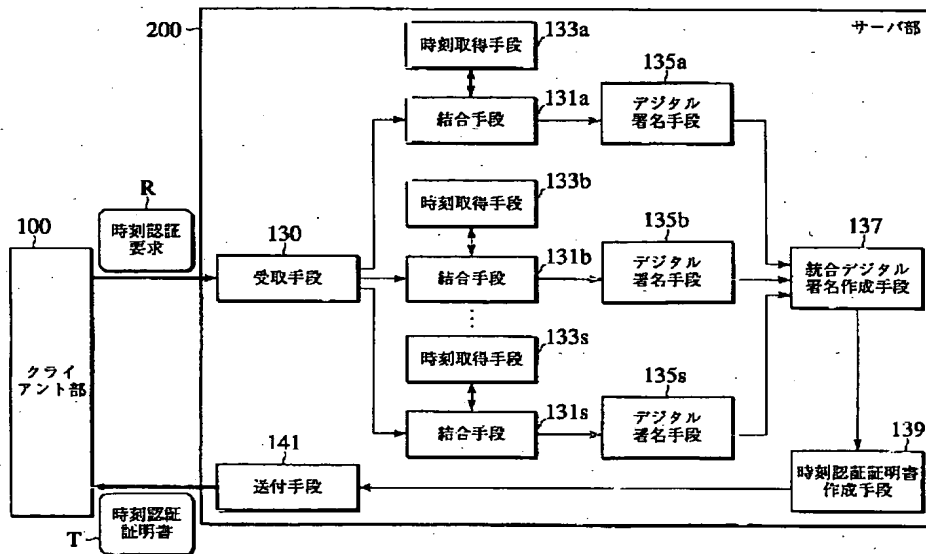 200
サーバ部
133a
時刻取得手段
131a
結合手段
135a
デジタル
署名手段
133b
時刻取得手段
R
時刻認証
要求
100
クライ
アント部
130
受取手段
131b
結合手段
135b
デジタル
署名手段
137
統合デジタル
署名作成手段
133s
時刻取得手段
131s
結合手段
135s
デジタル
署名手段
139
時刻認証証明書
作成手段
141
送付手段
T
時刻認証
証明書